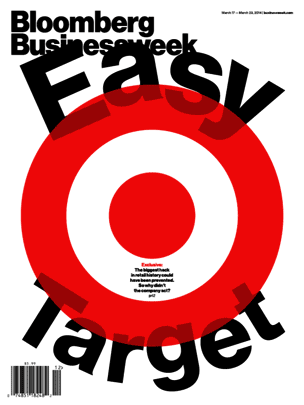 Bloomberg
Businessweek
March 17 — March 23, 2014 | businessweek.com
Easy
Exclusive:
The biggest hack
in retail history could
have been prevented.
So why didn't
the company act?
Target